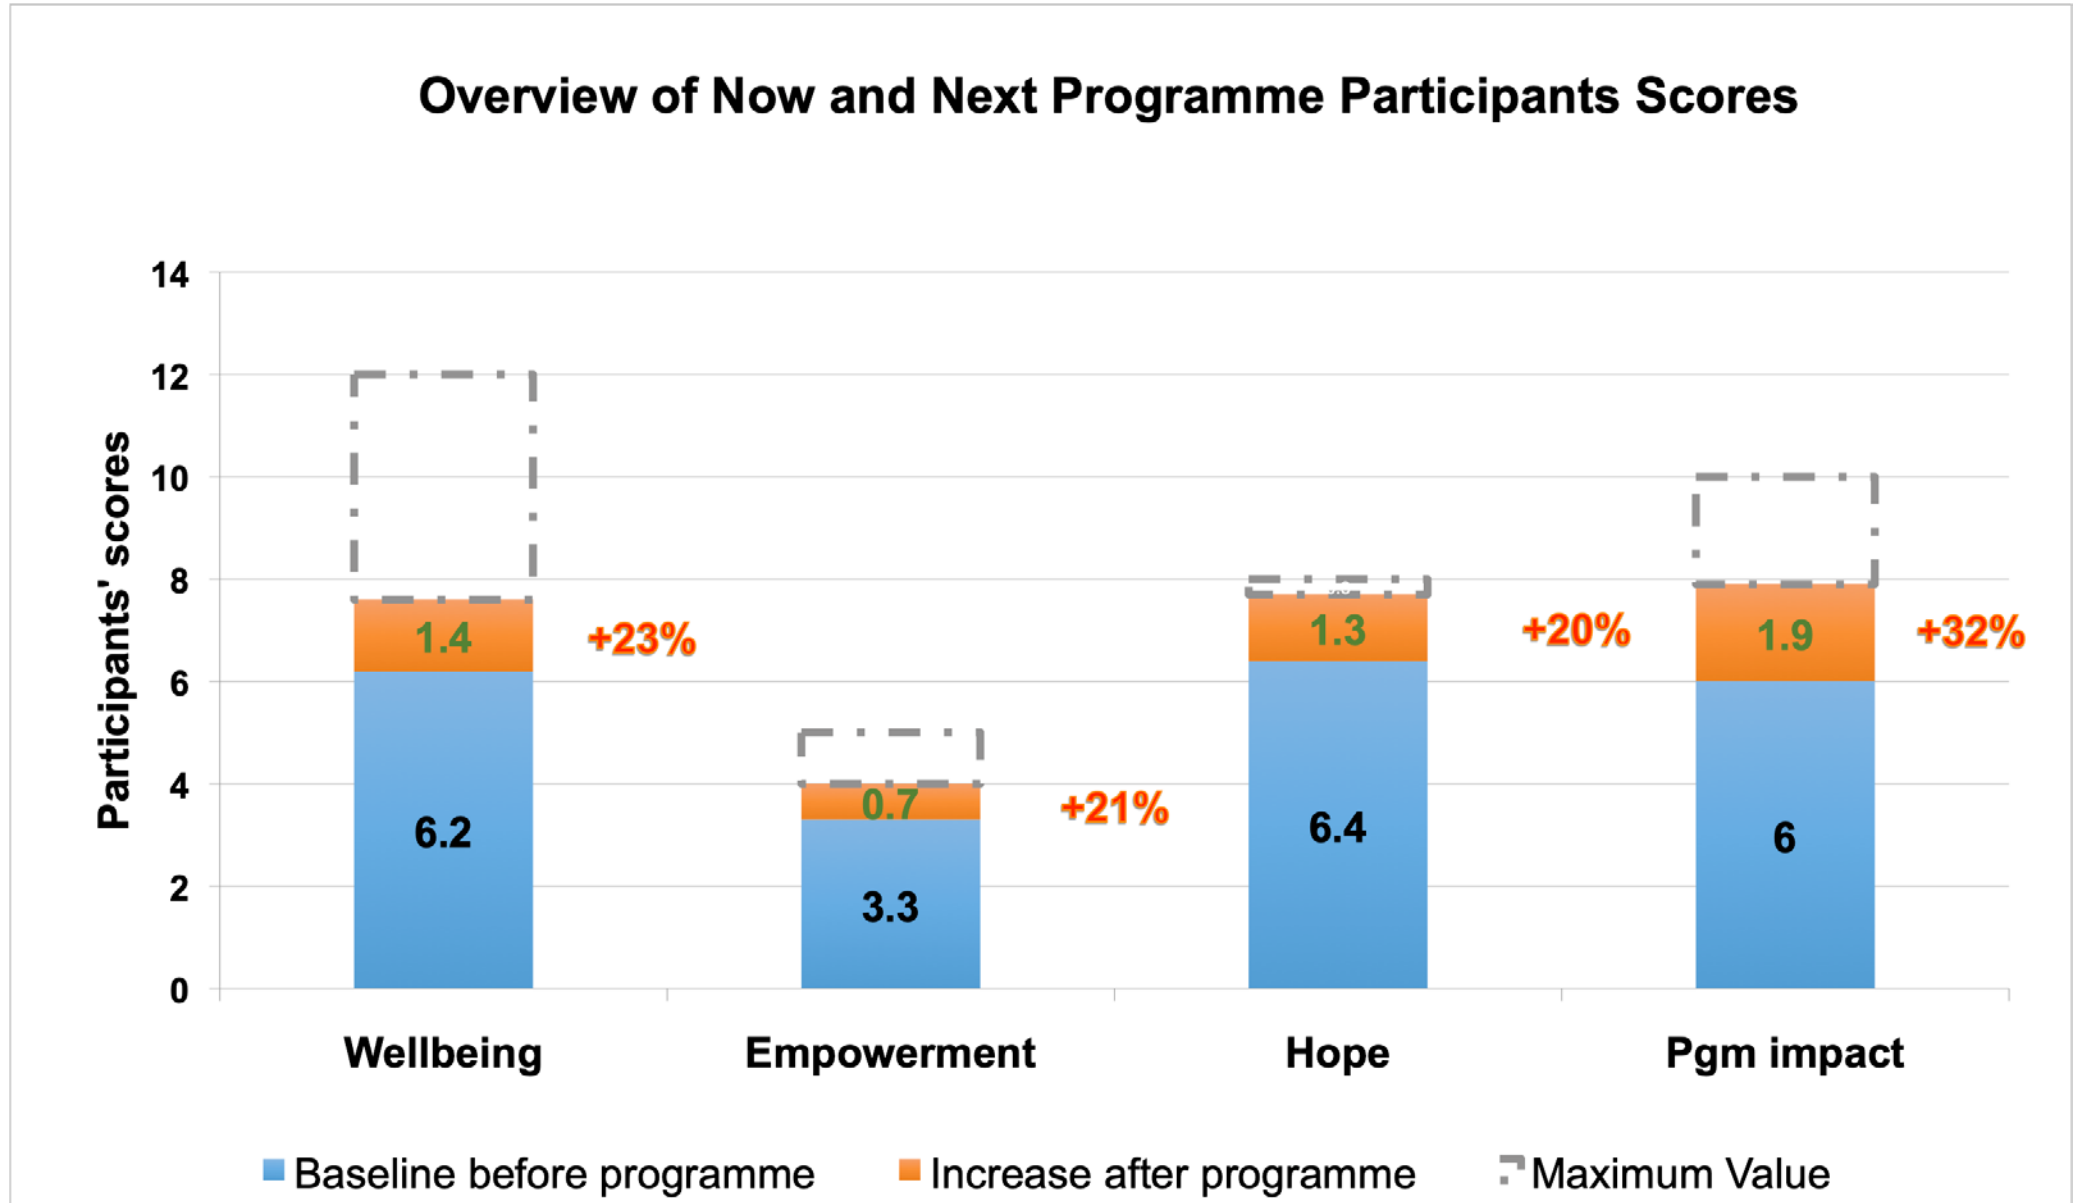 Overview of Now and Next Programme Participants Scores
14
12
10
8
6
4
2
0
Participants' scores
1.4
+23%
6.2
0.7
+21%
3.3
1.3
+20%
6.4
1.9
+32%
6
Wellbeing
Empowerment
Hope
Pgm impact
Baseline before programme
Increase after programme
Maximum Value